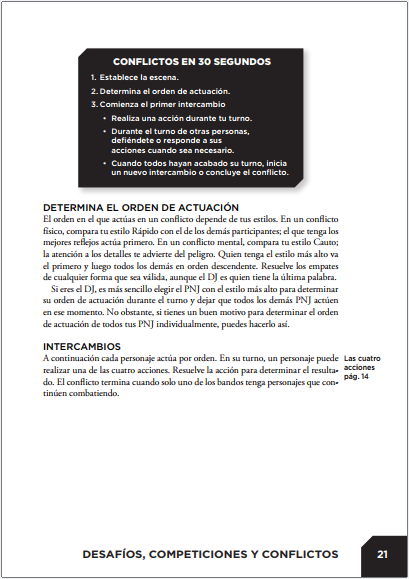 CONFLICTOS EN 30 SEGUNDOS
1. Establece la escena.
2. Determina el orden de actuación.
3. Comienza el primer intercambio
• Realiza una acción durante tu turno.
• Durante el turno de otras personas,
defiéndete o responde a sus
acciones cuando sea necesario.
• Cuando todos hayan acabado su turno, inicia
un nuevo intercambio o concluye el conflicto.
DETERMINA EL ORDEN DE ACTUACIÓN
El orden en el que actúas en un conflicto depende de tus estilos. En un conflicto
físico, compara tu estilo Rápido con el de los demás participantes; el que tenga los
mejores reflejos actúa primero. En un conflicto mental, compara tu estilo Cauto;
la atención a los detalles te advierte del peligro. Quien tenga el estilo más alto va
el primero y luego todos los demás en orden descendente. Resuelve los empates
de cualquier forma que sea válida, aunque el DJ es quien tiene la última palabra.
Si eres el DJ, es más sencillo elegir el PNJ con el estilo más alto para determinar
su orden de actuación durante el turno y dejar que todos los demás PNJ actúen
en ese momento. No obstante, si tienes un buen motivo para determinar el orden
de actuación de todos tus PNJ individualmente, puedes hacerlo así.
INTERCAMBIOS
A continuación cada personaje actúa por orden. En su turno, un personaje puede
realizar una de las cuatro acciones. Resuelve la acción para determinar el resulta-
do. El conflicto termina cuando solo uno de los bandos tenga personajes que con-
tinúen combatiendo.
Las cuatro
acciones
pág. 14
DESAFÍOS, COMPETICIONES Y CONFLICTOS
21